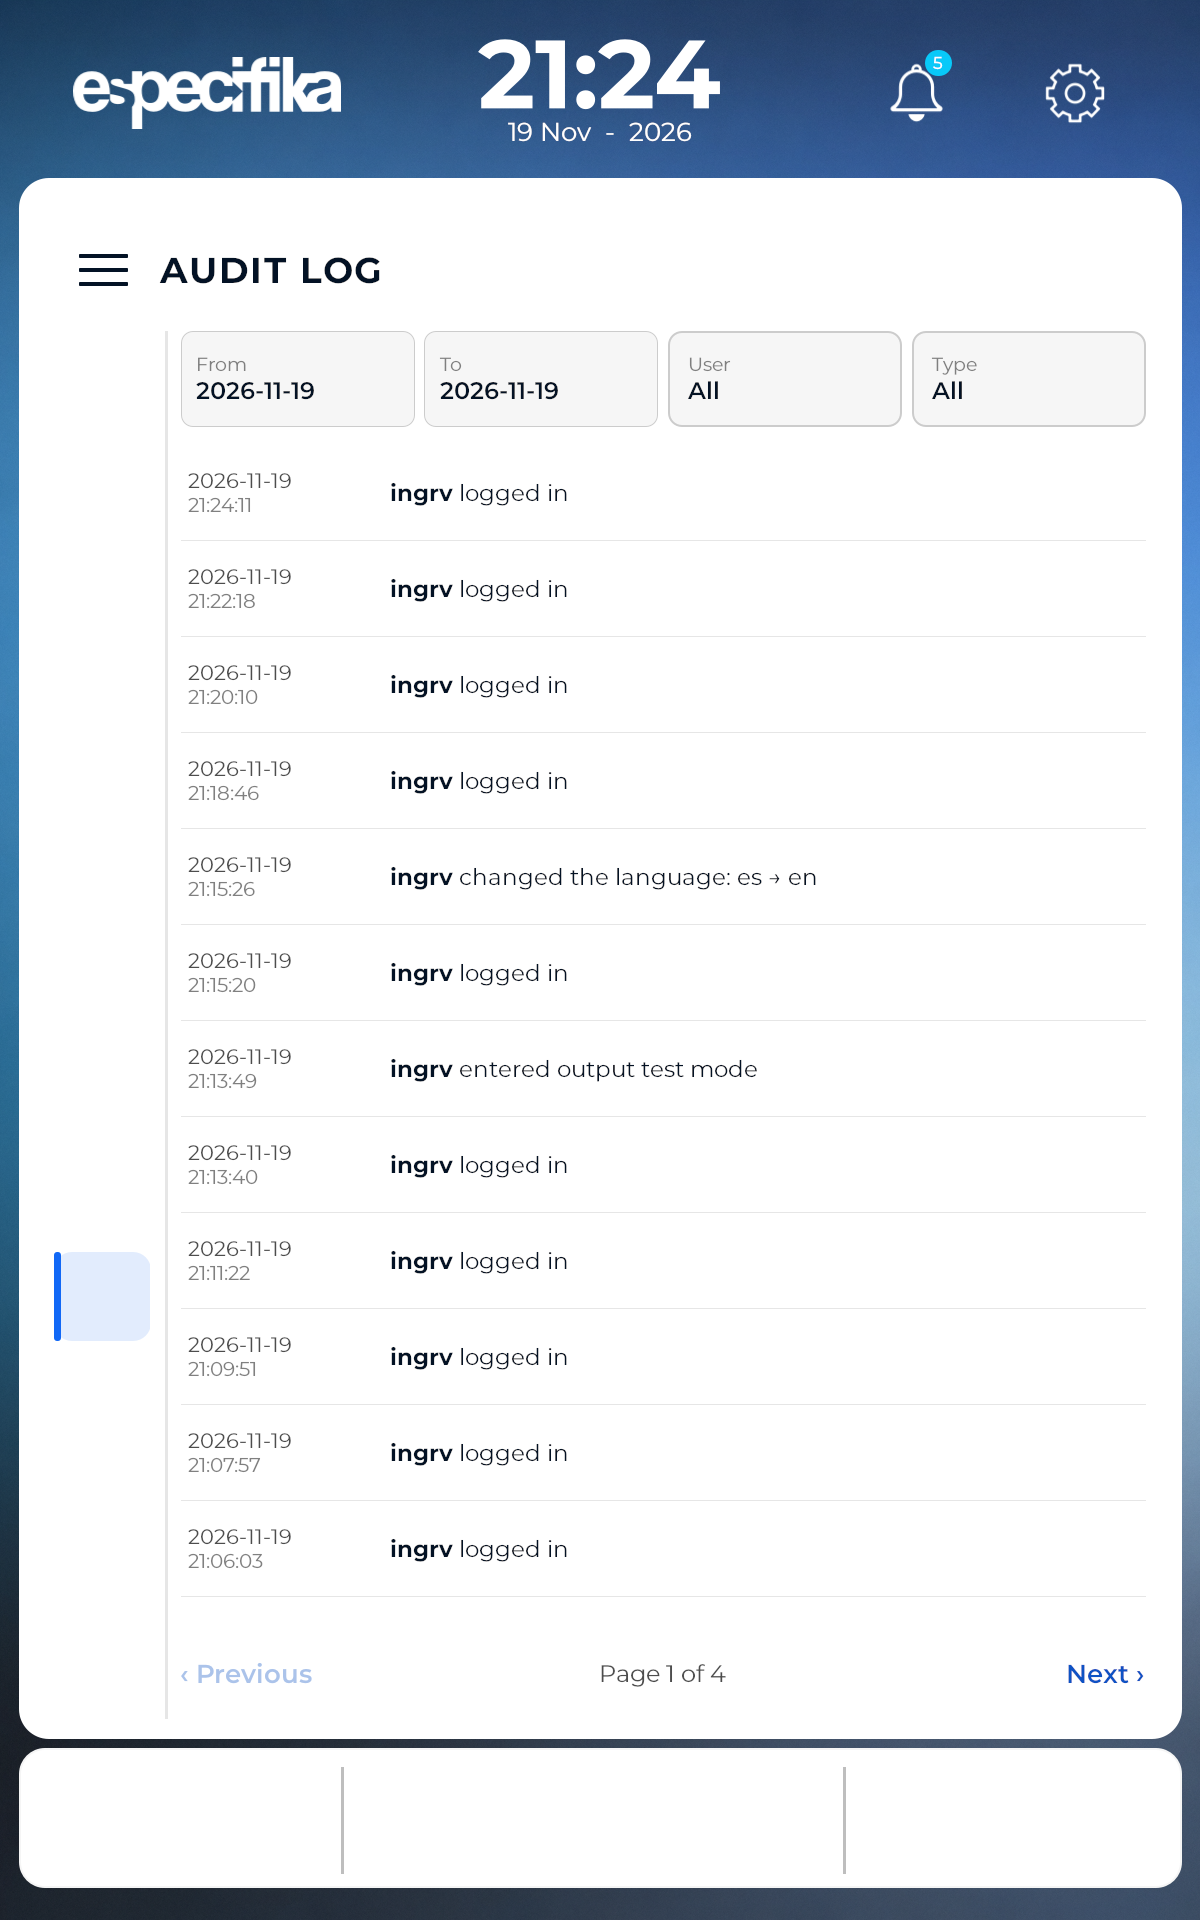 e-specifika
21:24
19 Nov - 2026
5
AUDIT LOG
From
2026-11-19
To
2026-11-19
User
All
Type
All
2026-11-19
21:24:11
ingrv logged in
2026-11-19
21:22:18
ingrv logged in
2026-11-19
21:20:10
ingrv logged in
2026-11-19
21:18:46
ingrv logged in
2026-11-19
21:15:26
ingrv changed the language: es → en
2026-11-19
21:15:20
ingrv logged in
2026-11-19
21:13:49
ingrv entered output test mode
2026-11-19
21:13:40
ingrv logged in
2026-11-19
21:11:22
ingrv logged in
2026-11-19
21:09:51
ingrv logged in
2026-11-19
21:07:57
ingrv logged in
2026-11-19
21:06:03
ingrv logged in
‹ Previous
Page 1 of 4
Next ›